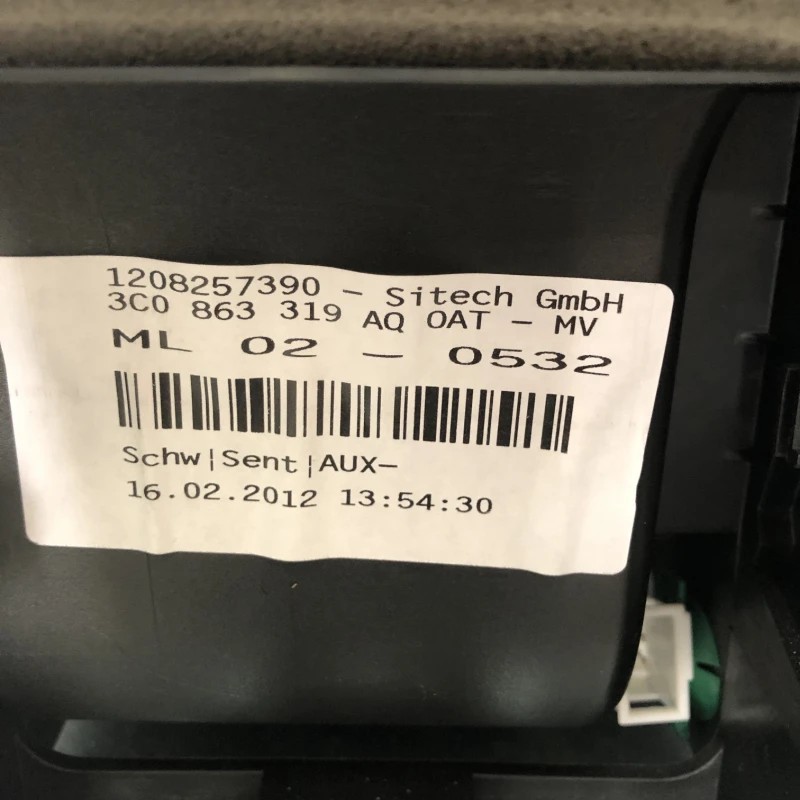 1208257390 - Sitech GmbH
3C0 863 319 AQ OAT - MV
ML 02 - 0532
Schw|Sent|AUX-
16.02.2012 13:54:30